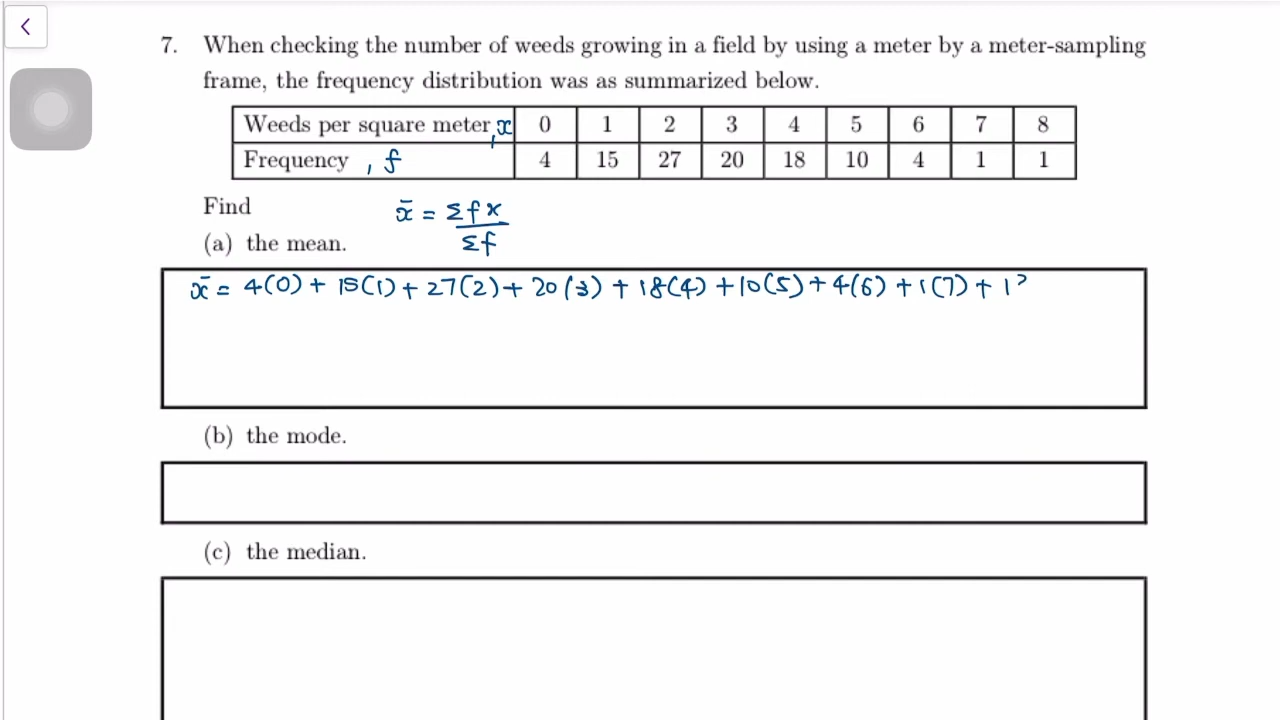 7. When checking the number of weeds growing in a field by using a meter by a meter-sampling
frame, the frequency distribution was as summarized below.
Weeds per square meter, x 0 1 2 3 4 5 6 7 8
Frequency , f 4 15 27 20 18 10 4 1 1
Find
x̄ = Σfx / Σf
(a) the mean.
x̄ = 4(0) + 15(1) + 27(2) + 20(3) + 18(4) + 10(5) + 4(6) + 1(7) + 1
(b) the mode.
(c) the median.